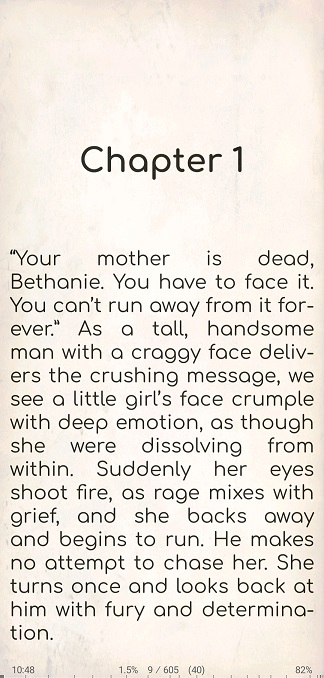 Chapter 1
“Your mother is dead,
Bethanie. You have to face it.
You can’t run away from it for-
ever.” As a tall, handsome
man with a craggy face deliv-
ers the crushing message, we
see a little girl’s face crumple
with deep emotion, as though
she were dissolving from
within. Suddenly her eyes
shoot fire, as rage mixes with
grief, and she backs away
and begins to run. He makes
no attempt to chase her. She
turns once and looks back at
him with fury and determina-
tion.
10:48 1.5% 9 / 605 (40) 82%